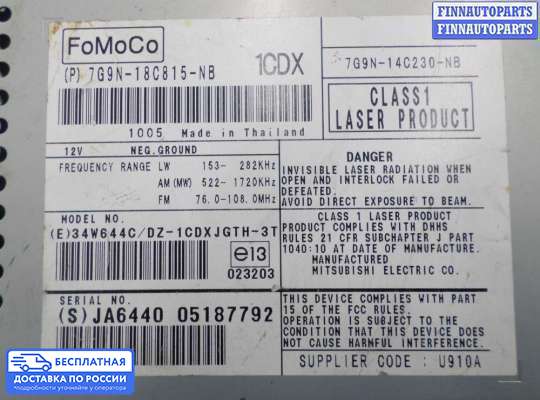 FINNAUTOPARTS
FINNAUTOPARTS
FINNAUTOPARTS
FoMoCo
(P) 7G9N-18C815-NB
1CDX
7G9N-14C230-NB
1005 Made in Thailand
CLASS1
LASER PRODUCT
12V NEG.GROUND
FREQUENCY RANGE LW 153- 282KHz
AM (MW) 522- 1720KHz
FM 76.0-108.0MHz
DANGER
INVISIBLE LASER RADIATION WHEN
OPEN AND INTERLOCK FAILED OR
DEFEATED.
AVOID DIRECT EXPOSURE TO BEAM.
MODEL NO.
(E)34W644C/DZ-1CDXJGTH-3T
e13
023203
CLASS 1 LASER PRODUCT
PRODUCT COMPLIES WITH DHHS
RULES 21 CFR SUBCHAPTER J PART
1040:10 AT DATE OF MANUFACTURE.
MANUFACTURED
MITSUBISHI ELECTRIC CO.
SERIAL NO.
(S)JA6440 05187792
THIS DEVICE COMPLIES WITH PART
15 OF THE FCC RULES.
OPERATION IS SUBJECT TO THE
CONDITION THAT THIS DEVICE DOES
NOT CAUSE HARMFUL INTERFERENCE.
SUPPLIER CODE : U910A
БЕСПЛАТНАЯ
ДОСТАВКА ПО РОССИИ
подробности уточняйте у оператора